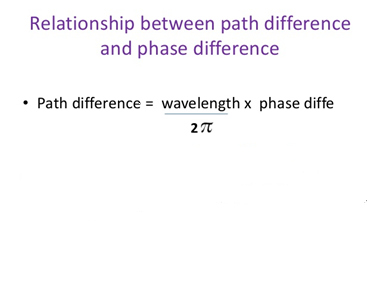 Relationship between path difference
and phase difference
• Path difference = wavelength x phase diffe
2π